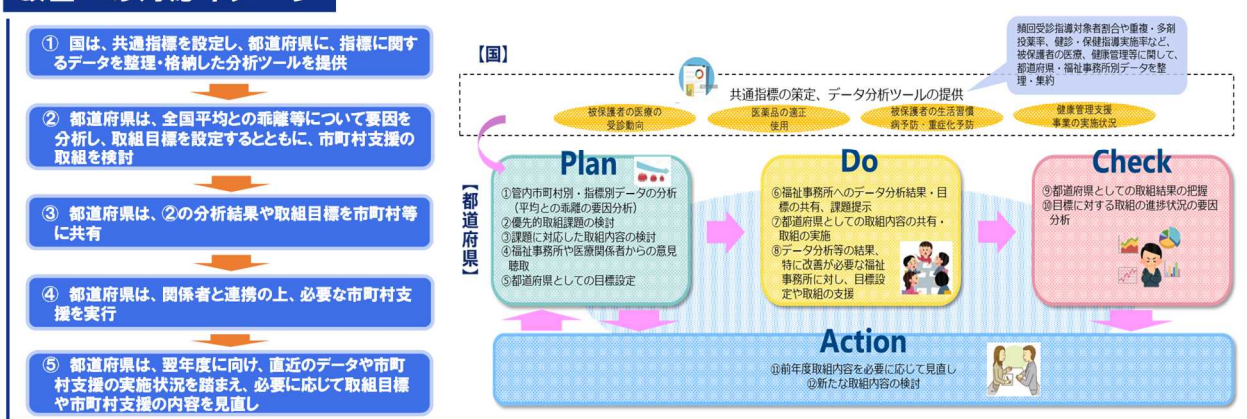 ① 国は、共通指標を設定し、都道府県に、指標に関す
るデータを整理・格納した分析ツールを提供
② 都道府県は、全国平均との乖離等について要因を
分析し、取組目標を設定するとともに、市町村支援の
取組を検討
③ 都道府県は、②の分析結果や取組目標を市町村等
に共有
④ 都道府県は、関係者と連携の上、必要な市町村支
援を実行
⑤ 都道府県は、翌年度に向け、直近のデータや市町
村支援の実施状況を踏まえ、必要に応じて取組目標
や市町村支援の内容を見直し
【国】
頻回受診指導対象者割合や重複・多剤
投薬率、健診・保健指導実施率など、
被保護者の医療、健康管理等に関して、
都道府県・福祉事務所別データを整
理・集約
共通指標の策定、データ分析ツールの提供
被保護者の医療の
受診動向
医薬品の適正
使用
被保護者の生活習慣
病予防・重症化予防
健康管理支援
事業の実施状況
【都道府県】
Plan
①管内市町村別・指標別データの分析
（平均との乖離の要因分析）
②優先的取組課題の検討
③課題に対応した取組内容の検討
④福祉事務所や医療関係者からの意見
聴取
⑤都道府県としての目標設定
Do
⑥福祉事務所へのデータ分析結果・目
標の共有、課題提示
⑦都道府県としての取組内容の共有・
取組の実施
⑧データ分析等の結果、
特に改善が必要な福祉
事務所に対し、目標設
定や取組の支援
Check
⑨都道府県としての取組結果の把握
⑩目標に対する取組の進捗状況の要因
分析
Action
⑪前年度取組内容を必要に応じて見直し
⑫新たな取組内容の検討